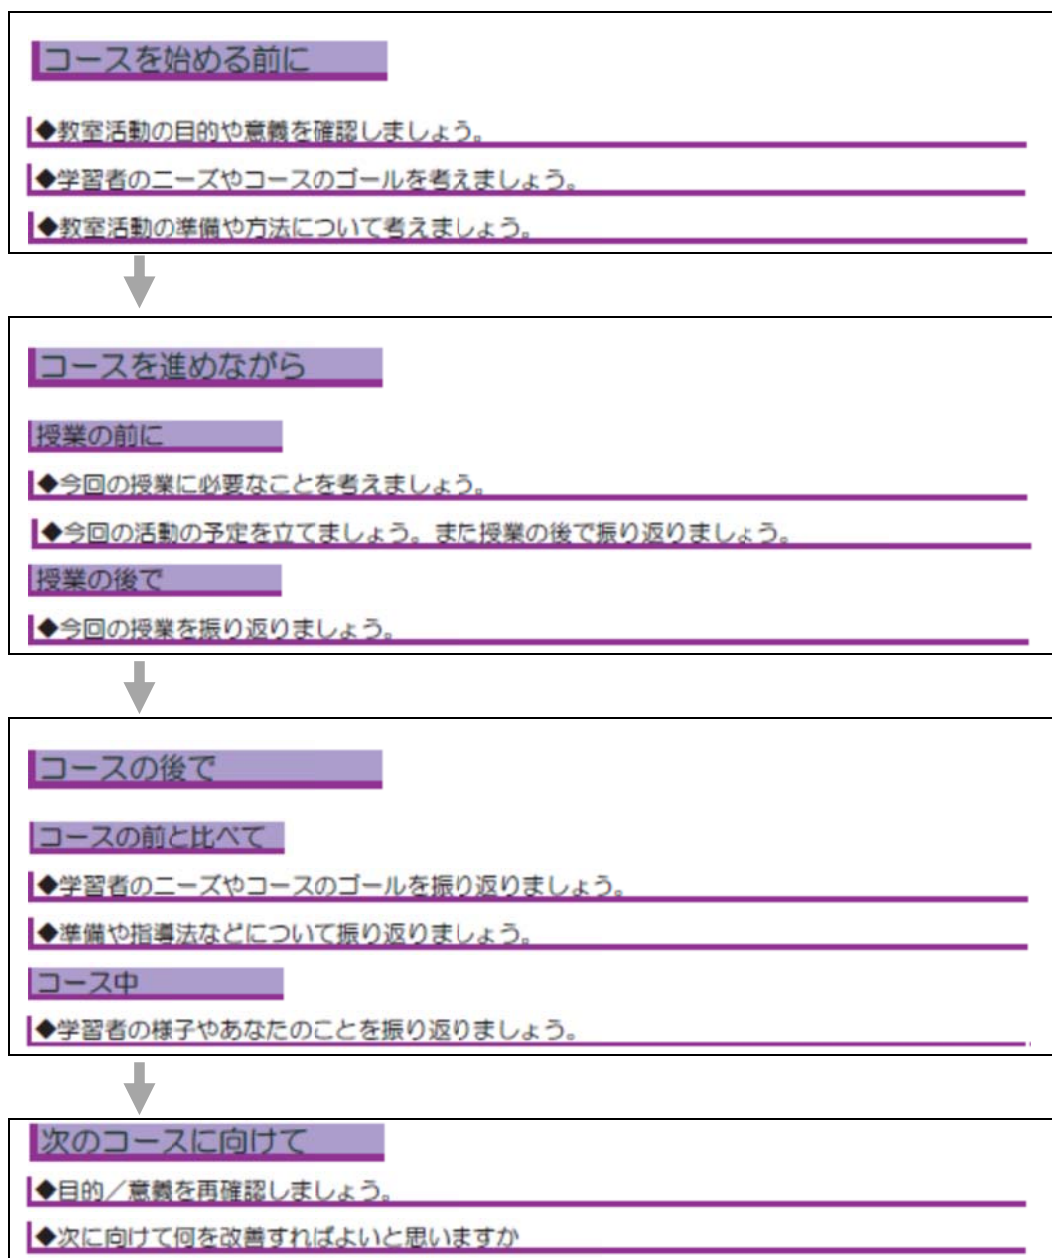 コースを始める前に
◆教室活動の目的や意義を確認しましょう。
◆学習者のニーズやコースのゴールを考えましょう。
◆教室活動の準備や方法について考えましょう。
コースを進めながら
授業の前に
◆今回の授業に必要なことを考えましょう。
◆今回の活動の予定を立てましょう。また授業の後で振り返りましょう。
授業の後で
◆今回の授業を振り返りましょう。
コースの後で
コースの前と比べて
◆学習者のニーズやコースのゴールを振り返りましょう。
◆準備や指導法などについて振り返りましょう。
コース中
◆学習者の様子やあなたのことを振り返りましょう。
次のコースに向けて
◆目的／意義を再確認しましょう。
◆次に向けて何を改善すればよいと思いますか